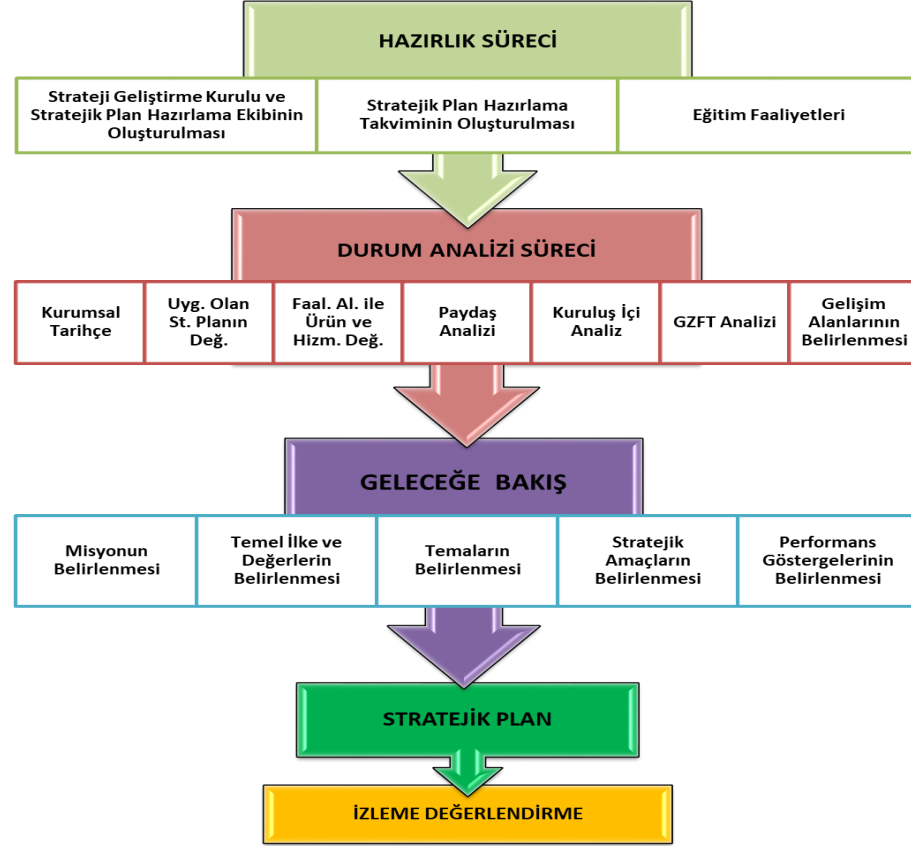 HAZIRLIK SÜRECİ
Strateji Geliştirme Kurulu ve
Stratejik Plan Hazırlama Ekibinin
Oluşturulması
Stratejik Plan Hazırlama
Takviminin Oluşturulması
Eğitim Faaliyetleri
DURUM ANALİZİ SÜRECİ
Kurumsal
Tarihçe
Uyg. Olan
St. Planın
Değ.
Faal. Al. ile
Ürün ve
Hizm. Değ.
Paydaş
Analizi
Kuruluş İçi
Analiz
GZFT Analizi
Gelişim
Alanlarının
Belirlenmesi
GELECEĞE BAKIŞ
Misyonun
Belirlenmesi
Temel İlke ve
Değerlerin
Belirlenmesi
Temaların
Belirlenmesi
Stratejik
Amaçların
Belirlenmesi
Performans
Göstergelerinin
Belirlenmesi
STRATEJİK PLAN
İZLEME DEĞERLENDİRME